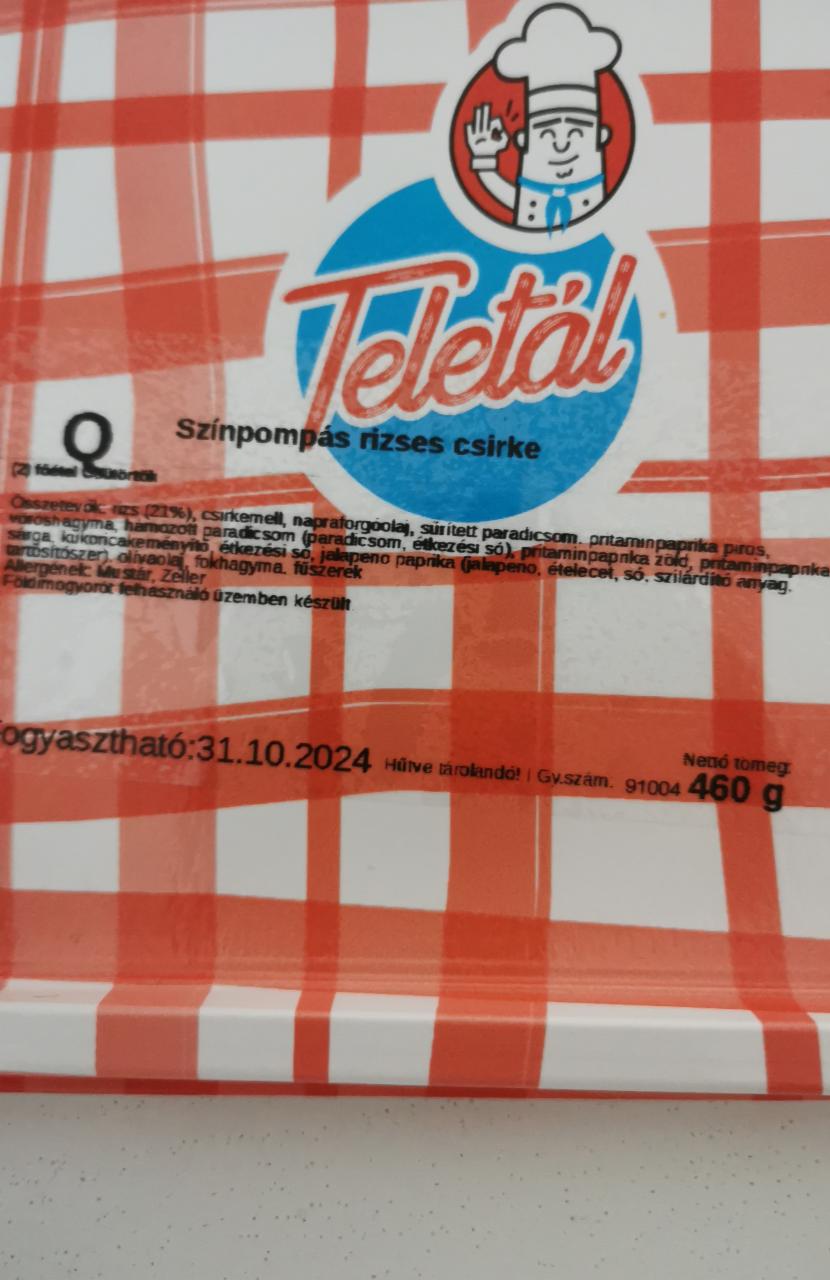 Teletál
Q
Színpompás rizses csirke
(2) főétel Csütörtök
Összetevők: rizs (21%), csirkemell, napraforgóolaj, sűrített paradicsom, pritaminpaprika piros,
vöröshagyma, hámozott paradicsom (paradicsom, étkezési só), pritaminpaprika zöld, pritaminpaprika
sárga, kukoricakeményítő, étkezési só, jalapeno paprika (jalapeno, ételecet, só, szilárdító anyag,
tartósítószer), olívaolaj, fokhagyma, fűszerek
Allergének: Mustár, Zeller
Földimogyorót felhasználó üzemben készült
ogyasztható:31.10.2024 Hűtve tárolandó! | Gy.szám. 91004
Nettó tömeg:
460 g